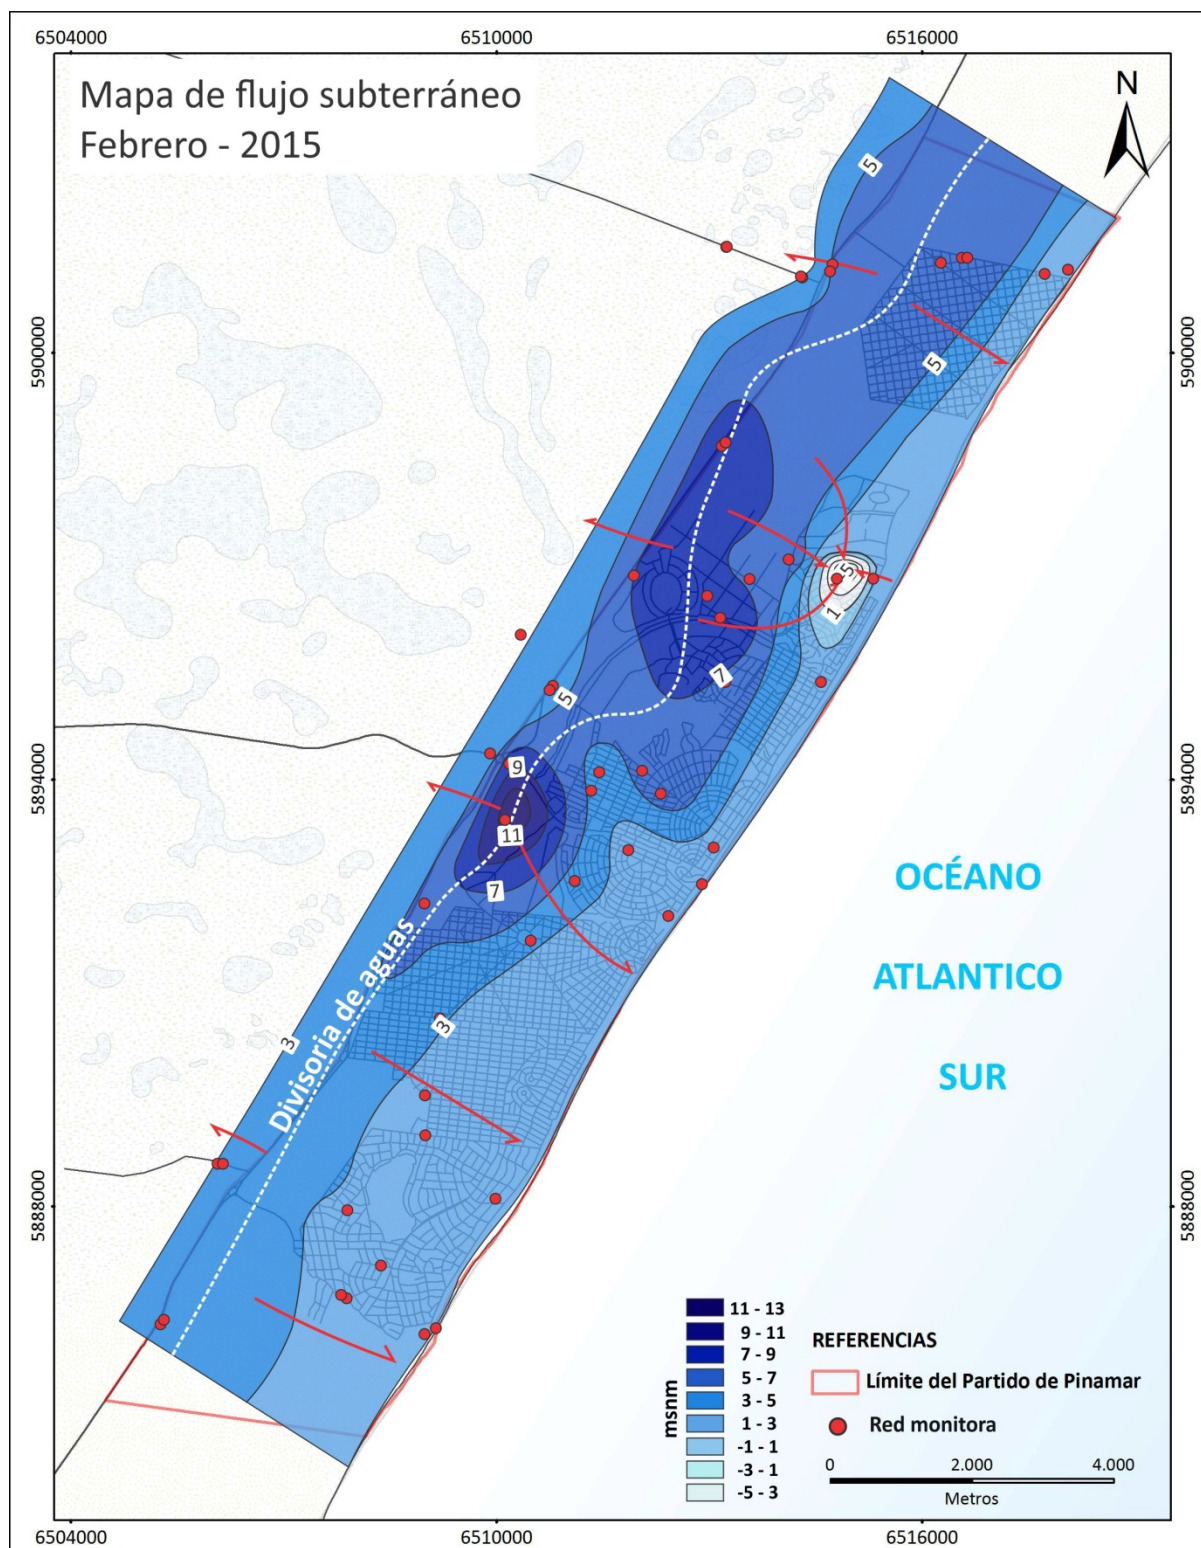 6504000
6510000
6516000
Mapa de flujo subterráneo
Febrero - 2015
N
5
5900000
5900000
5
5
1
7
5
5894000
9
5894000
11
OCÉANO
7
ATLANTICO
Divisoria de aguas
3
3
SUR
5888000
5888000
11 - 13
9 - 11
REFERENCIAS
7 - 9
5 - 7
Límite del Partido de Pinamar
3 - 5
1 - 3
Red monitora
-1 - 1
-3 - 1
-5 - 3
msnm
0
2.000
4.000
Metros
6504000
6510000
6516000